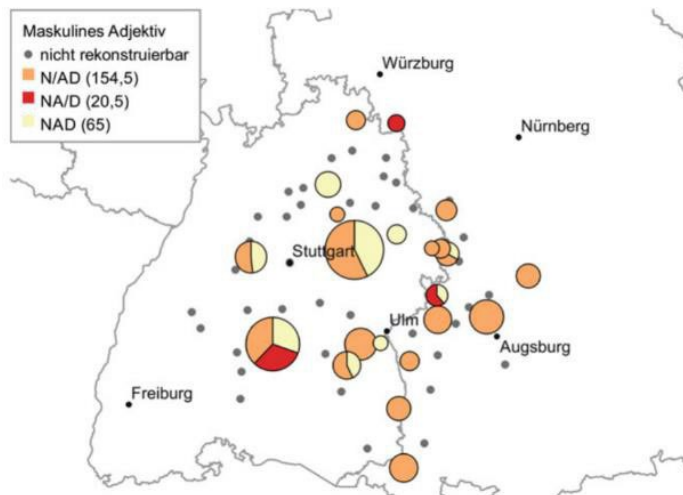 Maskulines Adjektiv
nicht rekonstruierbar
N/AD (154,5)
NA/D (20,5)
NAD (65)
Würzburg
Nürnberg
Stuttgart
Ulm
Augsburg
Freiburg